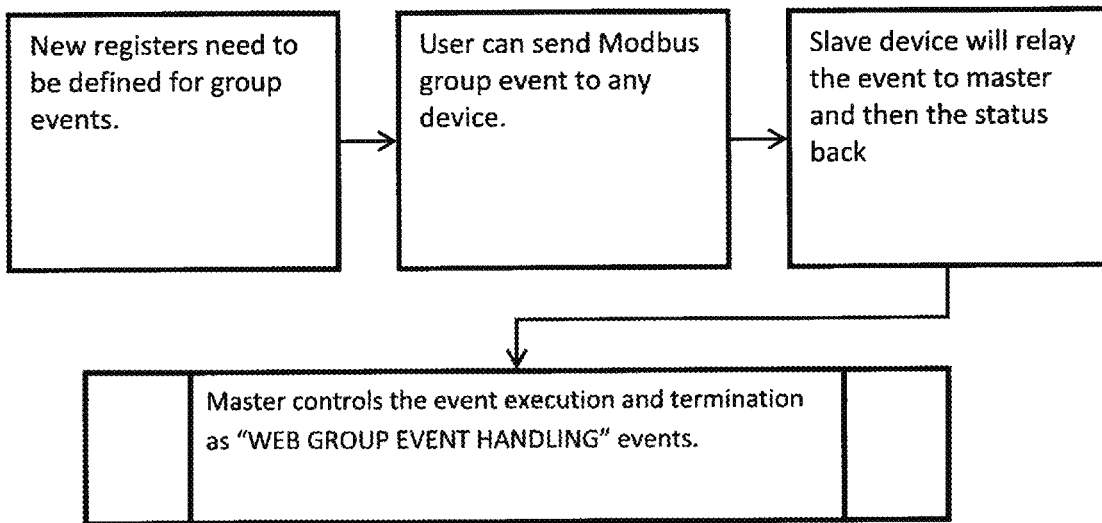 New registers need to
be defined for group
events.
User can send Modbus
group event to any
device.
Slave device will relay
the event to master
and then the status
back
Master controls the event execution and termination
as “WEB GROUP EVENT HANDLING” events.